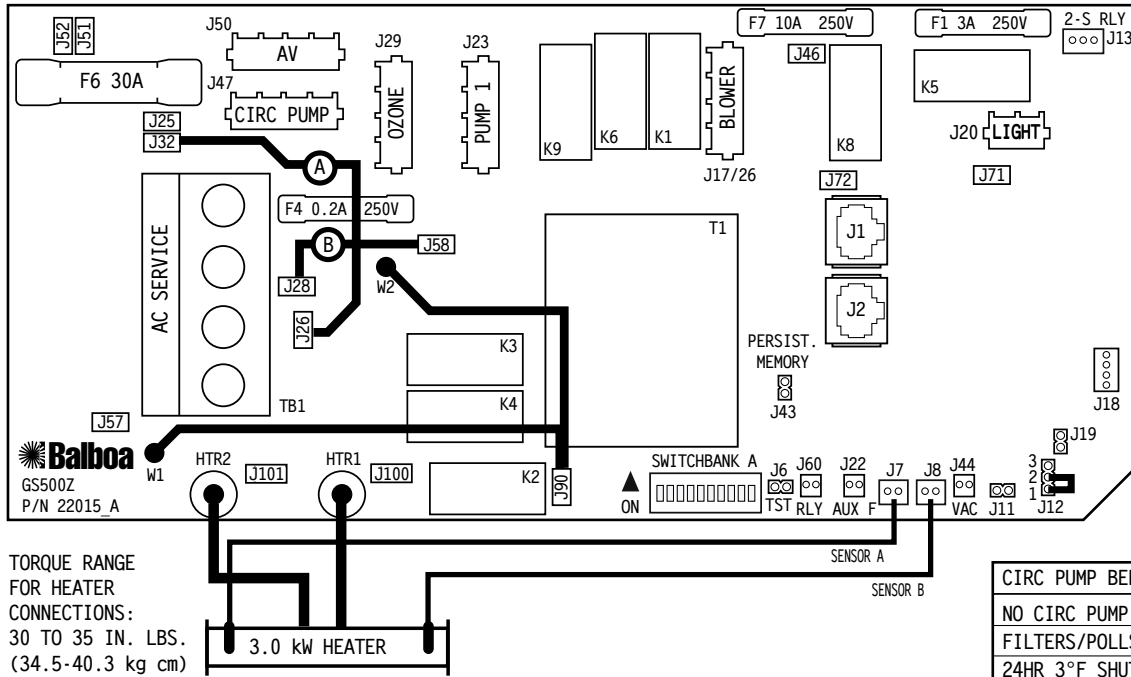 J52
J51
J50
AV
J29
J23
F7 10A 250V
F1 3A 250V
2-S RLY
J13
F6 30A
J47
CIRC PUMP
OZONE
PUMP 1
K9
K6
K1
BLOWER
J17/26
J46
K8
K5
J20
LIGHT
J25
J32
A
J72
J71
AC SERVICE
F4 0.2A 250V
B
J58
J28
W2
J26
T1
J1
J2
K3
K4
PERSIST.
MEMORY
J43
J18
TB1
J57
Balboa
GS500Z
P/N 22015_A
W1
HTR2
J101
HTR1
J100
K2
J90
ON
SWITCHBANK A
J6
TST
J60
RLY
J22
AUX F
J7
J8
J44
VAC
J11
J19
3
2
1
J12
SENSOR A
SENSOR B
TORQUE RANGE
FOR HEATER
CONNECTIONS:
30 TO 35 IN. LBS.
(34.5-40.3 kg cm)
3.0 kW HEATER
CIRC PUMP BE
NO CIRC PUMP
FILTERS/POLLS
24HR 3°F SHUT